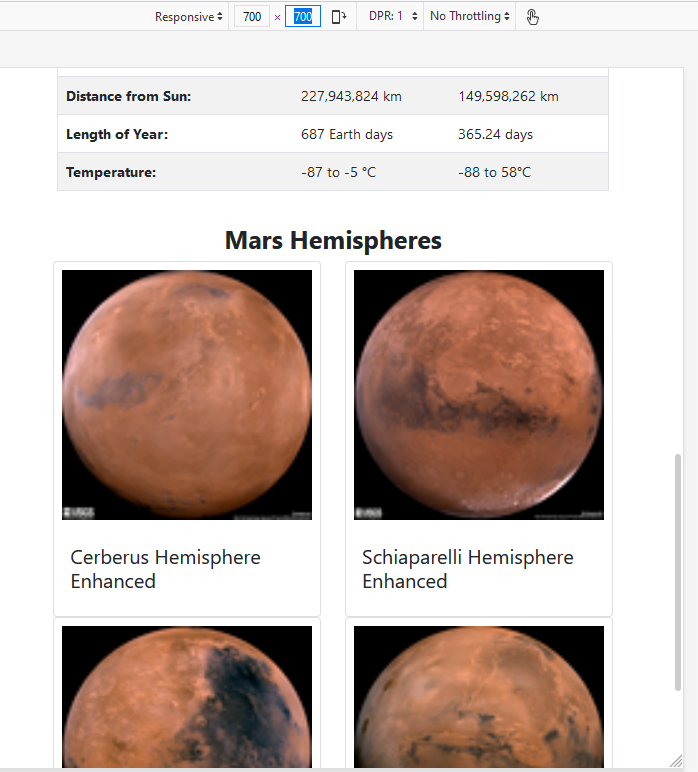 Responsive 700 × 700 DPR: 1 No Throttling
Distance from Sun: 227,943,824 km 149,598,262 km
Length of Year: 687 Earth days 365.24 days
Temperature: -87 to -5 °C -88 to 58°C
Mars Hemispheres
USGS USGS
Cerberus Hemisphere
Enhanced
Schiaparelli Hemisphere
Enhanced